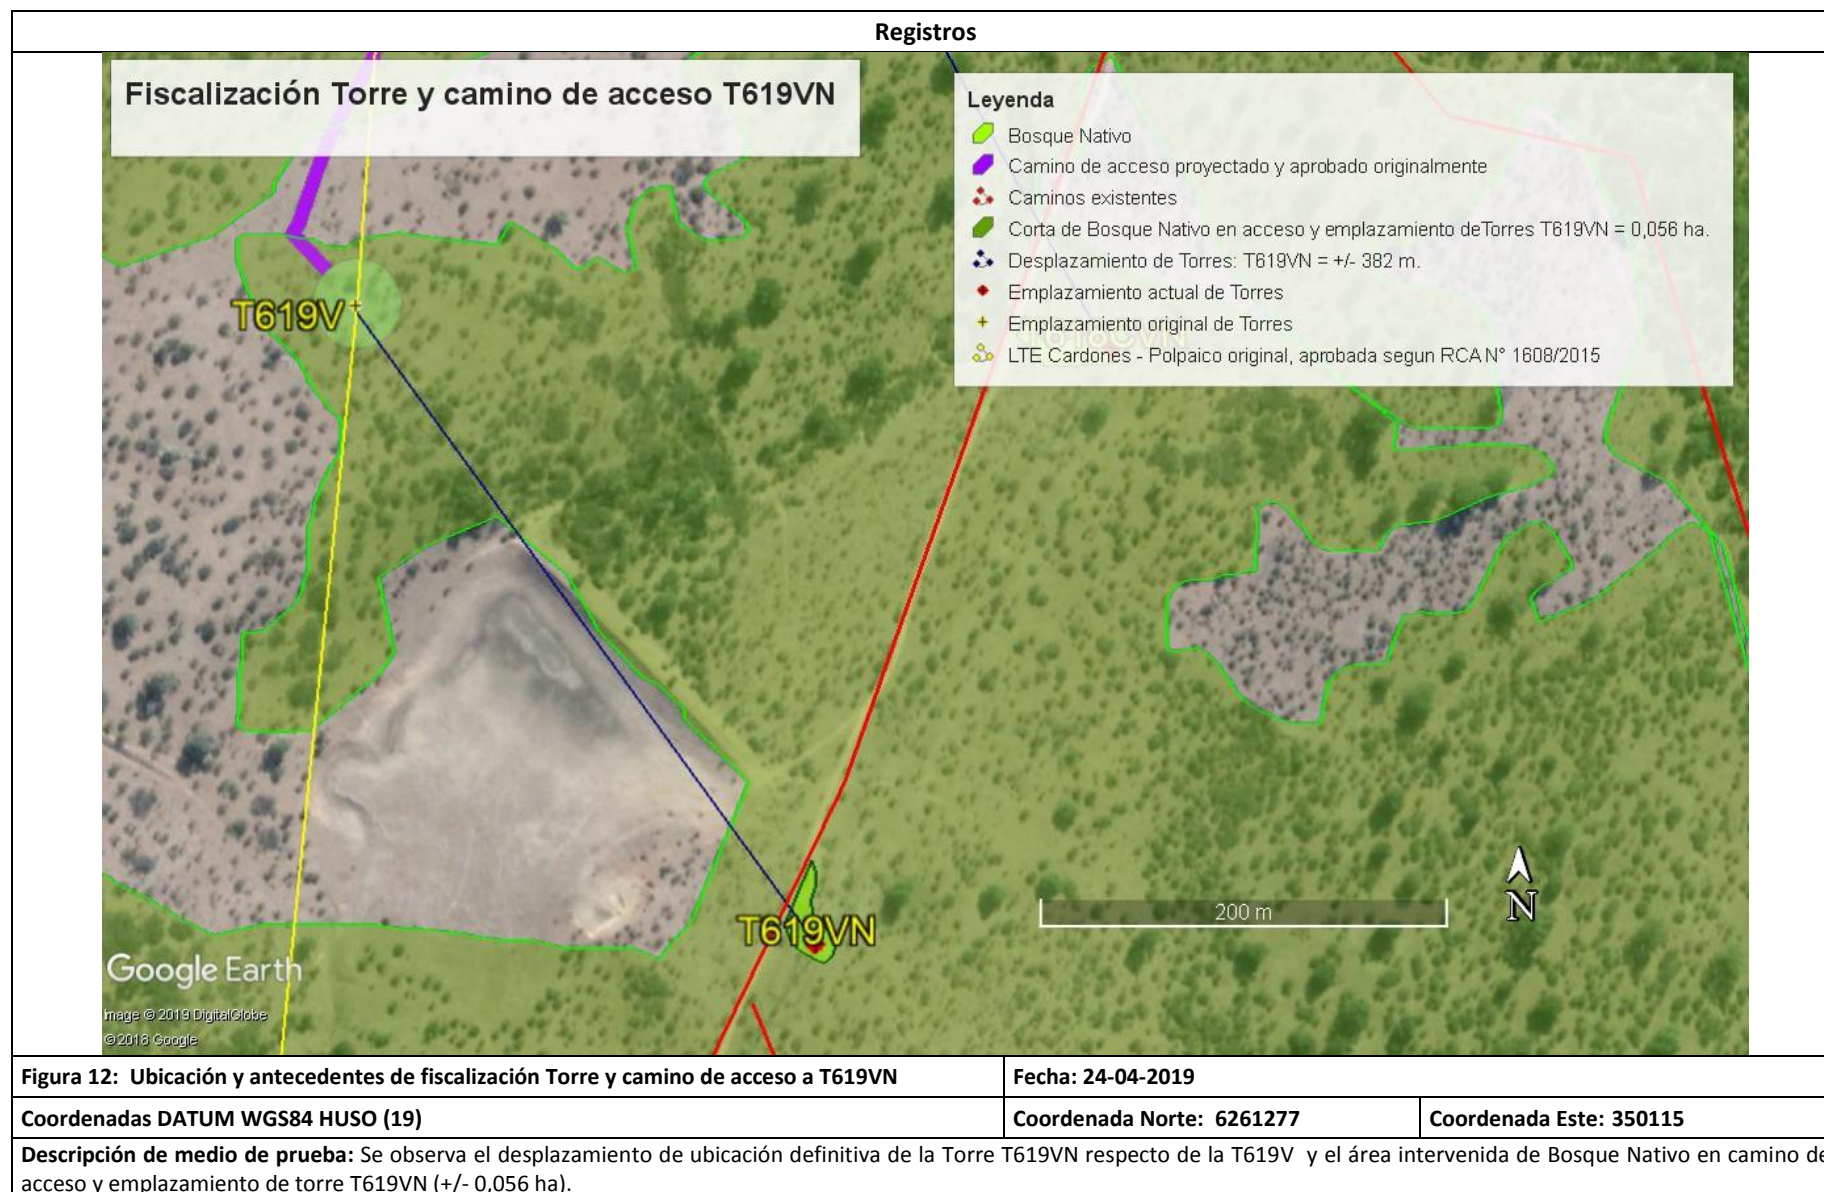 Registros
Fiscalización Torre y camino de acceso T619VN
Leyenda
Bosque Nativo
Camino de acceso proyectado y aprobado originalmente
Caminos existentes
Corta de Bosque Nativo en acceso y emplazamiento deTorres T619VN = 0,056 ha.
Desplazamiento de Torres: T619VN = +/- 382 m.
Emplazamiento actual de Torres
Emplazamiento original de Torres
LTE Cardones - Polpaico original, aprobada segun RCA N° 1608/2015
T619V
T619VN
200 m
N
Google Earth
Image © 2019 DigitalGlobe
© 2018 Google
Figura 12: Ubicación y antecedentes de fiscalización Torre y camino de acceso a T619VN
Fecha: 24-04-2019
Coordenadas DATUM WGS84 HUSO (19)
Coordenada Norte: 6261277
Coordenada Este: 350115
Descripción de medio de prueba: Se observa el desplazamiento de ubicación definitiva de la Torre T619VN respecto de la T619V y el área intervenida de Bosque Nativo en camino de
acceso y emplazamiento de torre T619VN (+/- 0,056 ha).